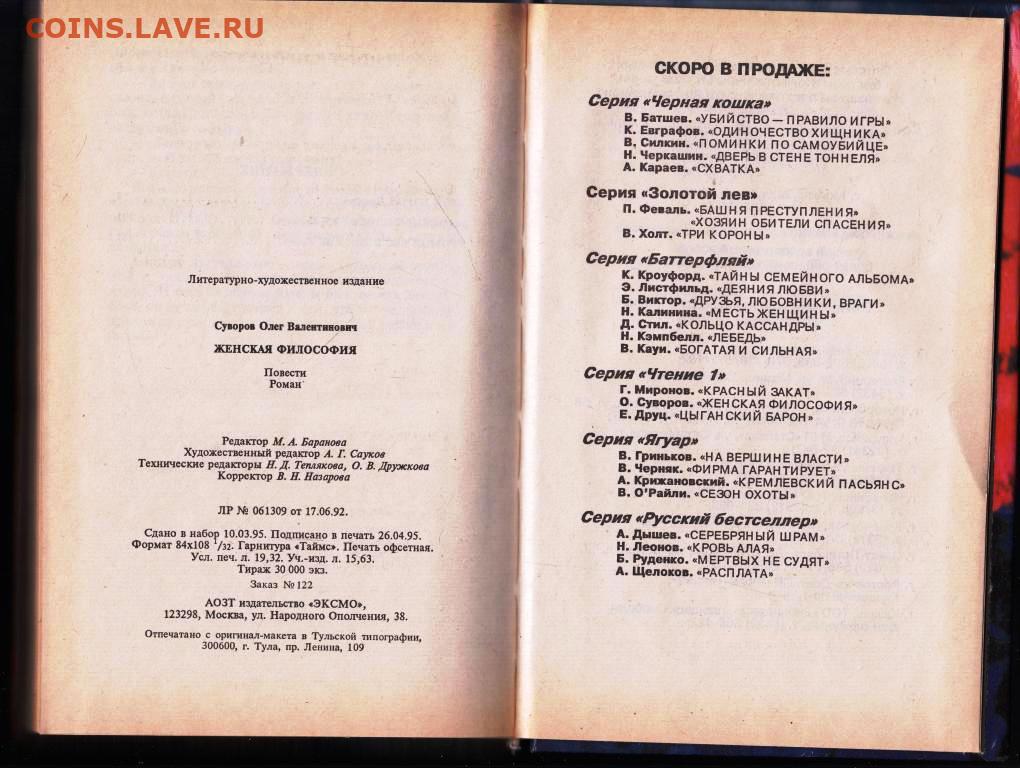 COINS.LAVE.RU
Литературно-художественное издание
Суворов Олег Валентинович
ЖЕНСКАЯ ФИЛОСОФИЯ
Повести
Роман
Редактор М. А. Баранова
Художественный редактор А. Г. Сауков
Технические редакторы Н. Д. Теплякова, О. В. Дружкова
Корректор В. Н. Назарова
ЛР № 061309 от 17.06.92.
Сдано в набор 10.03.95. Подписано в печать 26.04.95.
Формат 84х108 1/32. Гарнитура «Таймс». Печать офсетная.
Усл. печ. л. 19,32. Уч.-изд. л. 15,63.
Тираж 30 000 экз.
Заказ № 122
АОЗТ издательство «ЭКСМО»,
123298, Москва, ул. Народного Ополчения, 38.
Отпечатано с оригинал-макета в Тульской типографии,
300600, г. Тула, пр. Ленина, 109
СКОРО В ПРОДАЖЕ:
Серия «Черная кошка»
В. Батшев. «УБИЙСТВО — ПРАВИЛО ИГРЫ»
К. Евграфов. «ОДИНОЧЕСТВО ХИЩНИКА»
В. Силкин. «ПОМИНКИ ПО САМОУБИЙЦЕ»
Н. Черкашин. «ДВЕРЬ В СТЕНЕ ТОННЕЛЯ»
А. Караев. «СХВАТКА»
Серия «Золотой лев»
П. Феваль. «БАШНЯ ПРЕСТУПЛЕНИЯ»
«ХОЗЯИН ОБИТЕЛИ СПАСЕНИЯ»
В. Холт. «ТРИ КОРОНЫ»
Серия «Баттерфляй»
К. Кроуфорд. «ТАЙНЫ СЕМЕЙНОГО АЛЬБОМА»
Э. Листфильд. «ДЕЯНИЯ ЛЮБВИ»
Б. Виктор. «ДРУЗЬЯ, ЛЮБОВНИКИ, ВРАГИ»
Н. Калинина. «МЕСТЬ ЖЕНЩИНЫ»
Д. Стил. «КОЛЬЦО КАССАНДРЫ»
Н. Кэмпбелл. «ЛЕБЕДЬ»
В. Кауи. «БОГАТАЯ И СИЛЬНАЯ»
Серия «Чтение 1»
Г. Миронов. «КРАСНЫЙ ЗАКАТ»
О. Суворов. «ЖЕНСКАЯ ФИЛОСОФИЯ»
Е. Друц. «ЦЫГАНСКИЙ БАРОН»
Серия «Ягуар»
В. Гриньков. «НА ВЕРШИНЕ ВЛАСТИ»
В. Черняк. «ФИРМА ГАРАНТИРУЕТ»
А. Крижановский. «КРЕМЛЕВСКИЙ ПАСЬЯНС»
В. О'Райли. «СЕЗОН ОХОТЫ»
Серия «Русский бестселлер»
А. Дышев. «СЕРЕБРЯНЫЙ ШРАМ»
Н. Леонов. «КРОВЬ АЛАЯ»
Б. Руденко. «МЕРТВЫХ НЕ СУДЯТ»
А. Щелоков. «РАСПЛАТА»